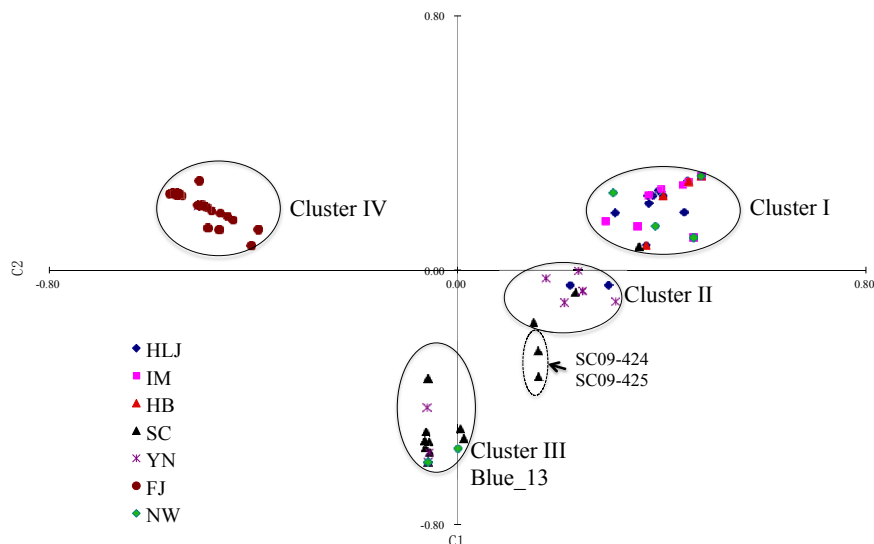 0.80
Cluster IV
Cluster I
C2
-0.80
0.00
0.00
0.80
Cluster II
SC09-424
SC09-425
HLJ
IM
HB
SC
YN
FJ
NW
Cluster III
Blue_13
-0.80
C1